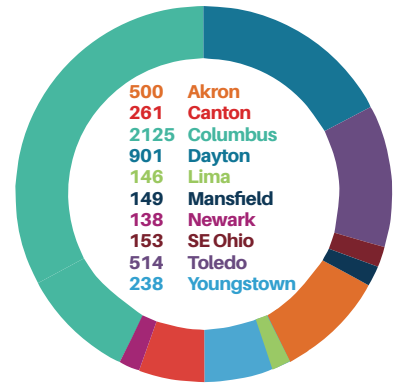 500 Akron
261 Canton
2125 Columbus
901 Dayton
146 Lima
149 Mansfield
138 Newark
153 SE Ohio
514 Toledo
238 Youngstown